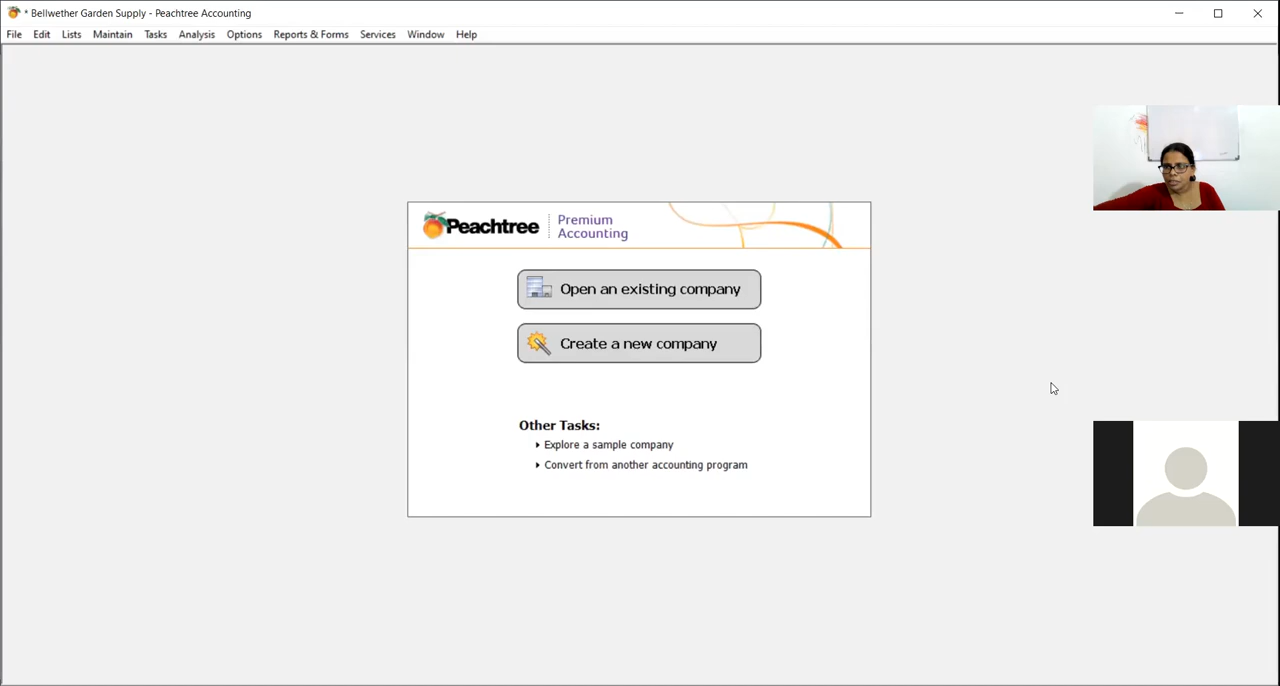 * Bellwether Garden Supply - Peachtree Accounting
File Edit Lists Maintain Tasks Analysis Options Reports & Forms Services Window Help
Peachtree Premium Accounting
Open an existing company
Create a new company
Other Tasks:
Explore a sample company
Convert from another accounting program